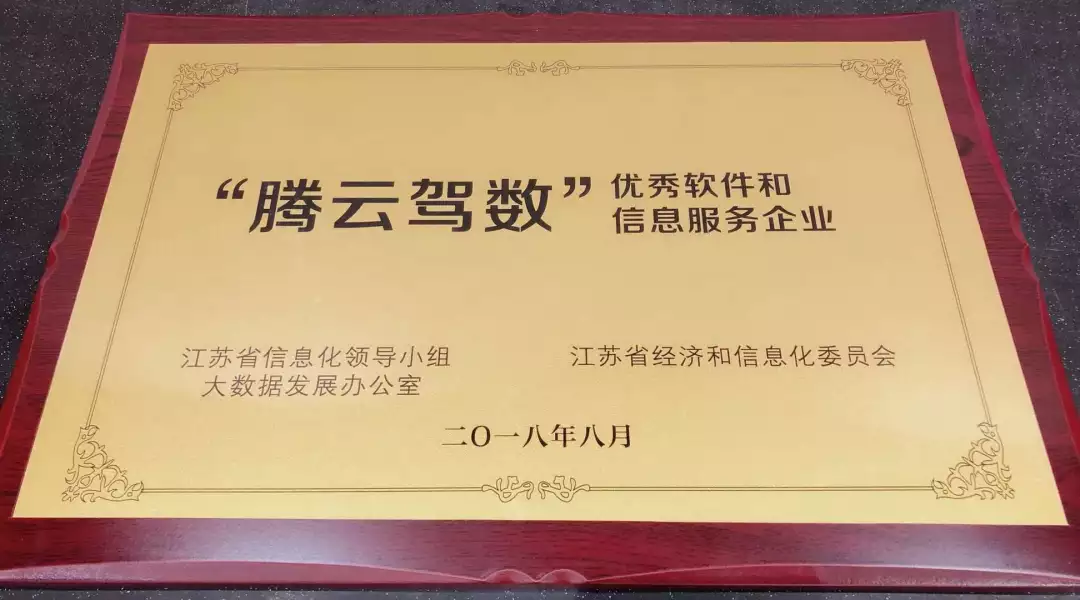 “腾云驾数”优秀软件和
信息服务企业
江苏省信息化领导小组
大数据发展办公室
江苏省经济和信息化委员会
二〇一八年八月